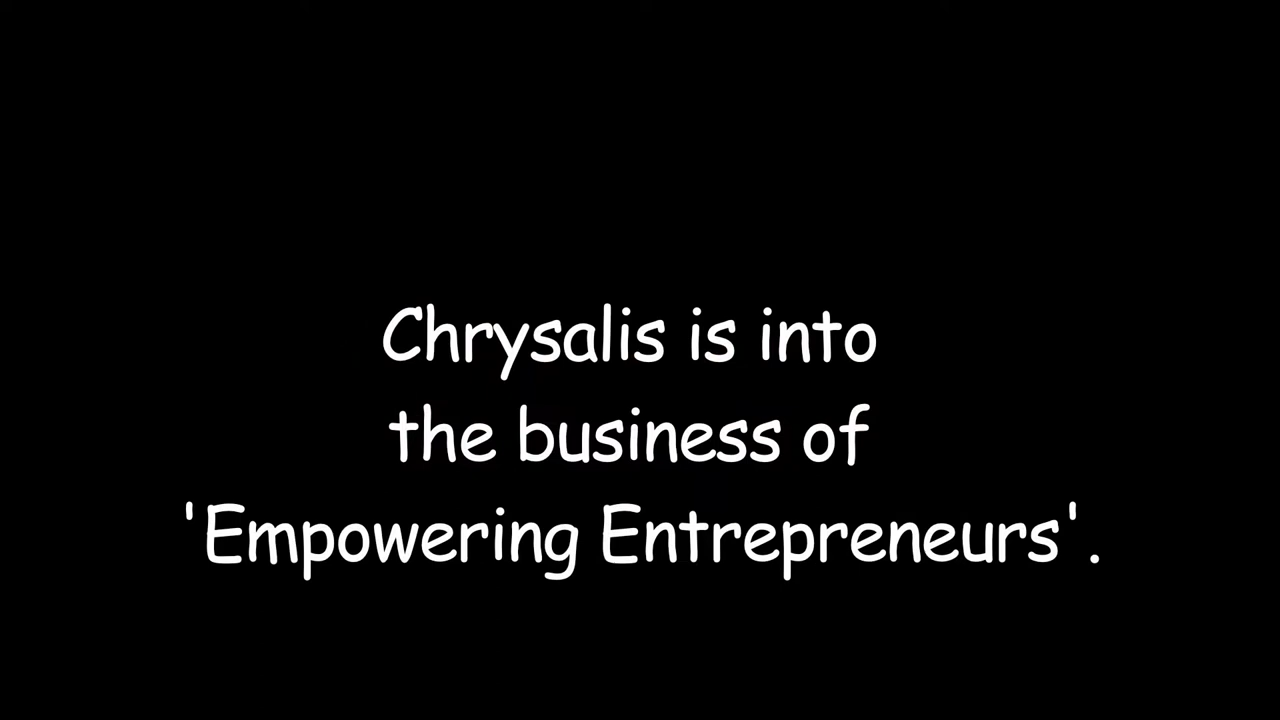 Chrysalis is into
the business of
'Empowering Entrepreneurs'.